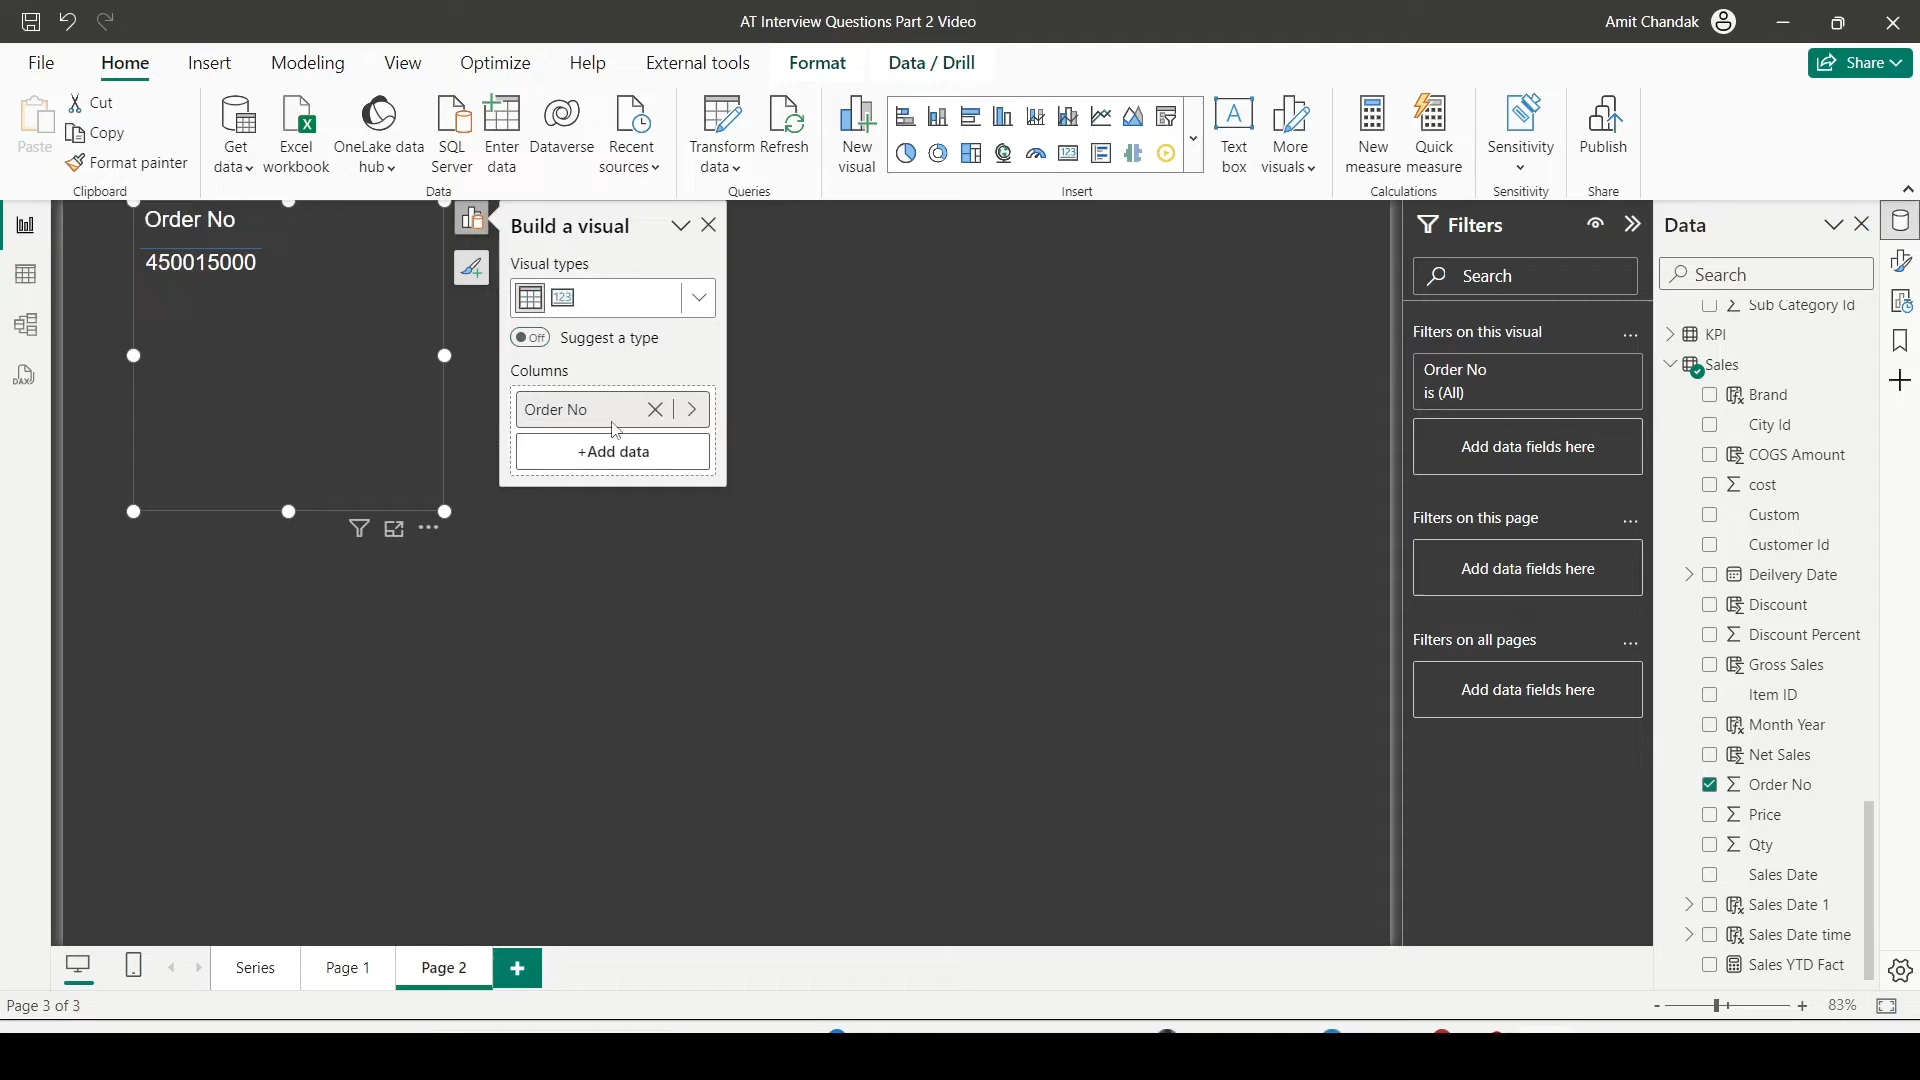 AT Interview Questions Part 2 Video
Amit Chandak
File
Home
Insert
Modeling
View
Optimize
Help
External tools
Format
Data / Drill
Share
Paste
Cut
Copy
Format painter
Clipboard
Get
data
Excel
workbook
OneLake data
hub
SQL
Server
Enter
data
Dataverse
Recent
sources
Data
Transform
data
Refresh
Queries
New
visual
123
Insert
A
Text
box
More
visuals
New
measure
Quick
measure
Calculations
Sensitivity
Sensitivity
Publish
Share
DAX
Order No
450015000
Build a visual
Visual types
123
Off
Suggest a type
Columns
Order No
+Add data
Filters
Search
Filters on this visual
...
Order No
is (All)
Add data fields here
Filters on this page
...
Add data fields here
Filters on all pages
...
Add data fields here
Data
Search
Sub Category Id
KPI
Sales
Brand
City Id
COGS Amount
cost
Custom
Customer Id
Deilvery Date
Discount
Discount Percent
Gross Sales
Item ID
Month Year
Net Sales
Order No
Price
Qty
Sales Date
Sales Date 1
Sales Date time
Sales YTD Fact
Series
Page 1
Page 2
+
Page 3 of 3
-
+
83%